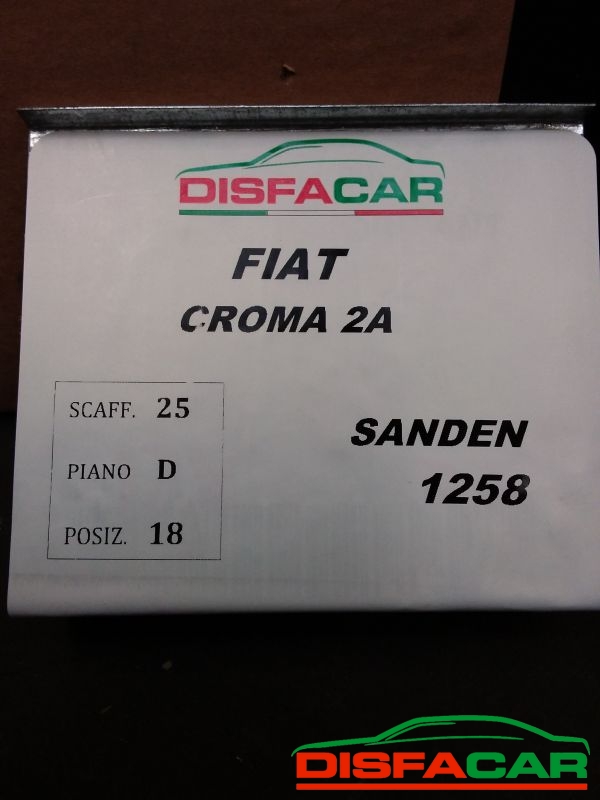 DISFACAR
FIAT
CROMA 2A
SCAFF. 25
PIANO D
POSIZ. 18
SANDEN
1258
DISFACAR